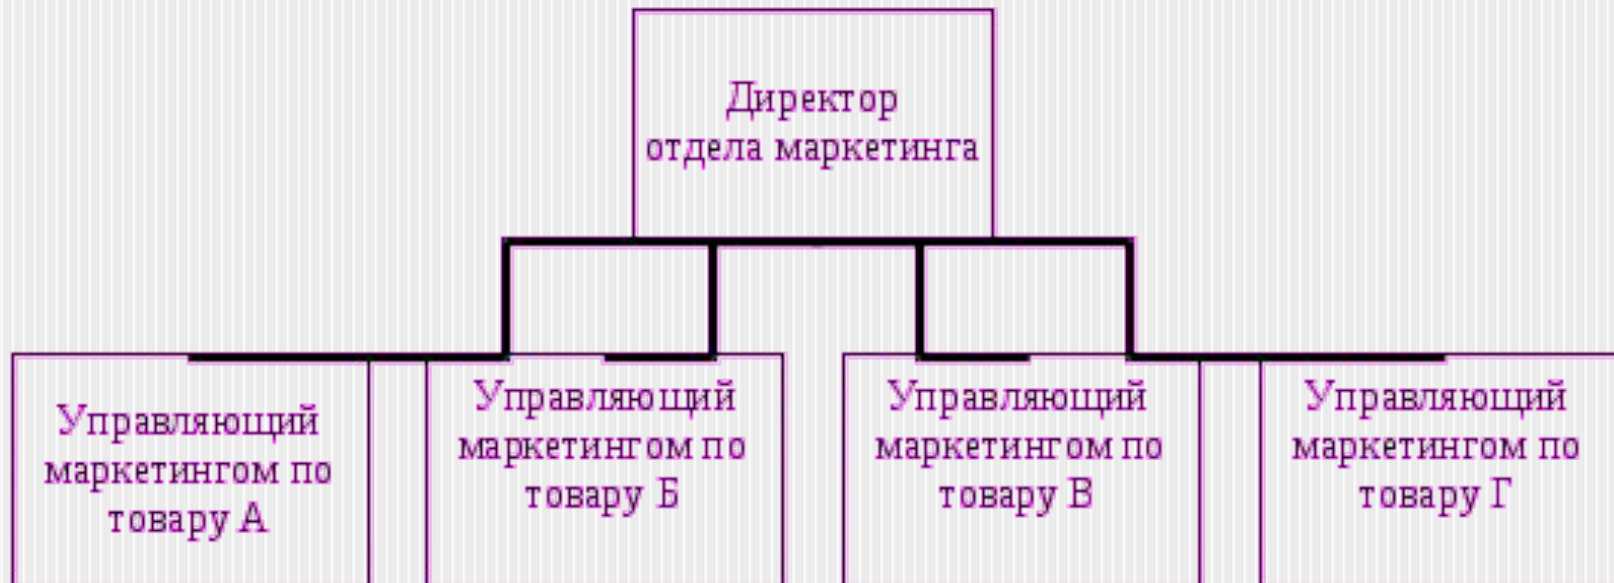 Директор
отдела маркетинга
Управляющий
маркетингом по
товару А
Управляющий
маркетингом по
товару Б
Управляющий
маркетингом по
товару В
Управляющий
маркетингом по
товару Г